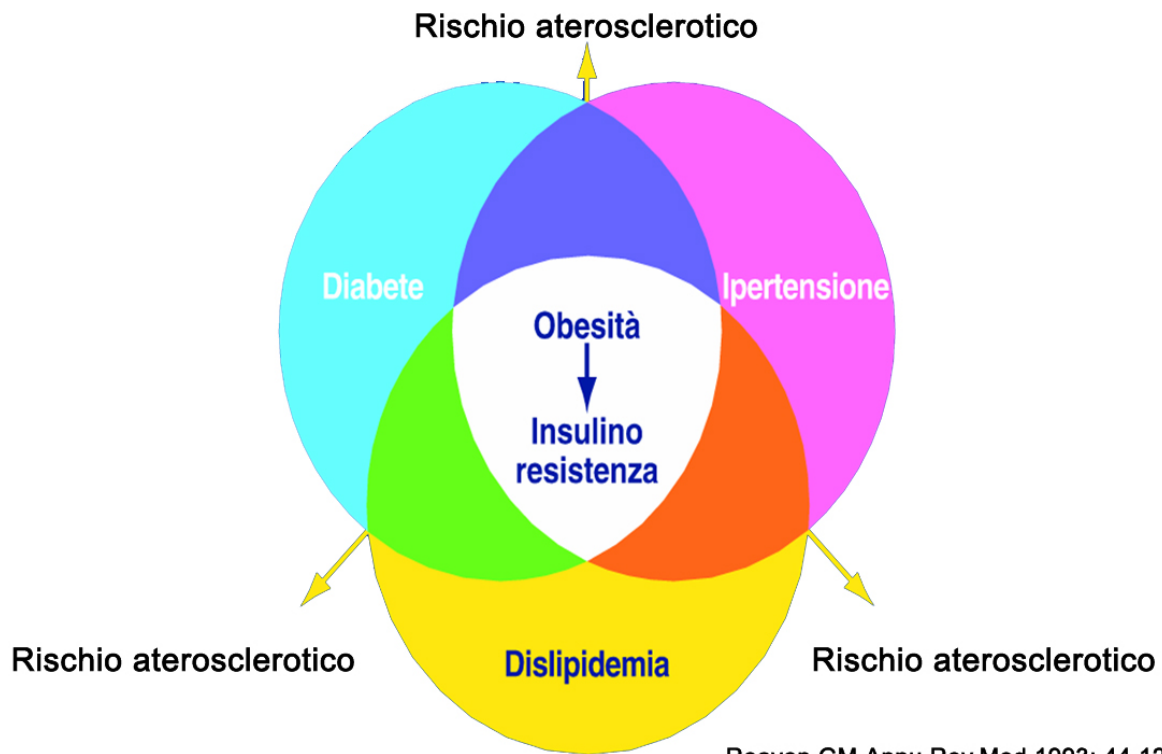 Rischio aterosclerotico
Diabete
Ipertensione
Obesità
Insulino
resistenza
Rischio aterosclerotico
Dislipidemia
Rischio aterosclerotico